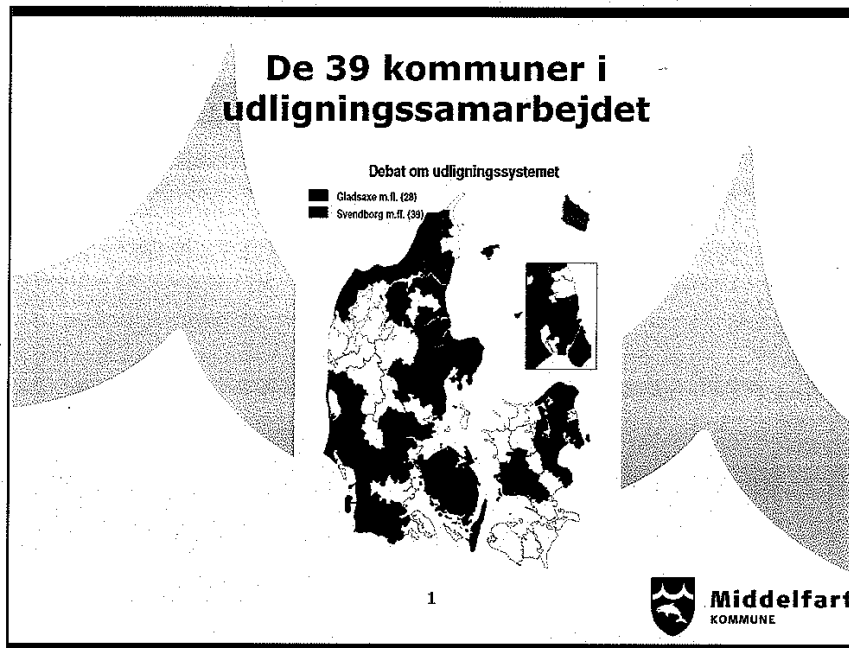 De 39 kommuner i
udligningssamarbejdet
Debat om udligningssystemet
Gladsaxe m.fl. (28)
Svendborg m.fl. (39)
1
Middelfart
KOMMUNE